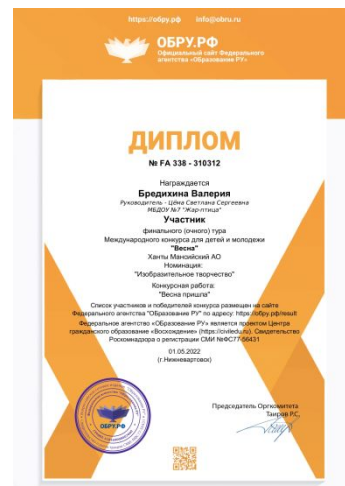 https://обру.рф info@obru.ru
ОБРУ.РФ
Официальный сайт Федерального
агентства «Образование РУ»
ДИПЛОМ
№ FA 338 - 310312
Награждается
Бредихина Валерия
Руководитель - Цёма Светлана Сергеевна
МБДОУ №7 "Жар-птица"
Участник
финального (очного) тура
Международного конкурса для детей и молодежи
"Весна"
Ханты Мансийский АО
Номинация:
"Изобразительное творчество"
Конкурсная работа:
"Весна пришла"
Список участников и победителей конкурса размещен на сайте
Федерального агентства "Образование РУ" по адресу: https://обру.рф/result
Федеральное агентство «Образование РУ» является проектом Центра
гражданского образования «Восхождение» (https://civiledu.ru). Свидетельство
Роскомнадзора о регистрации СМИ №ФС77-56431
01.05.2022
(г.Нижневартовск)
Председатель Оргкомитета
Таиров Р.С.
ОБРУ.РФ